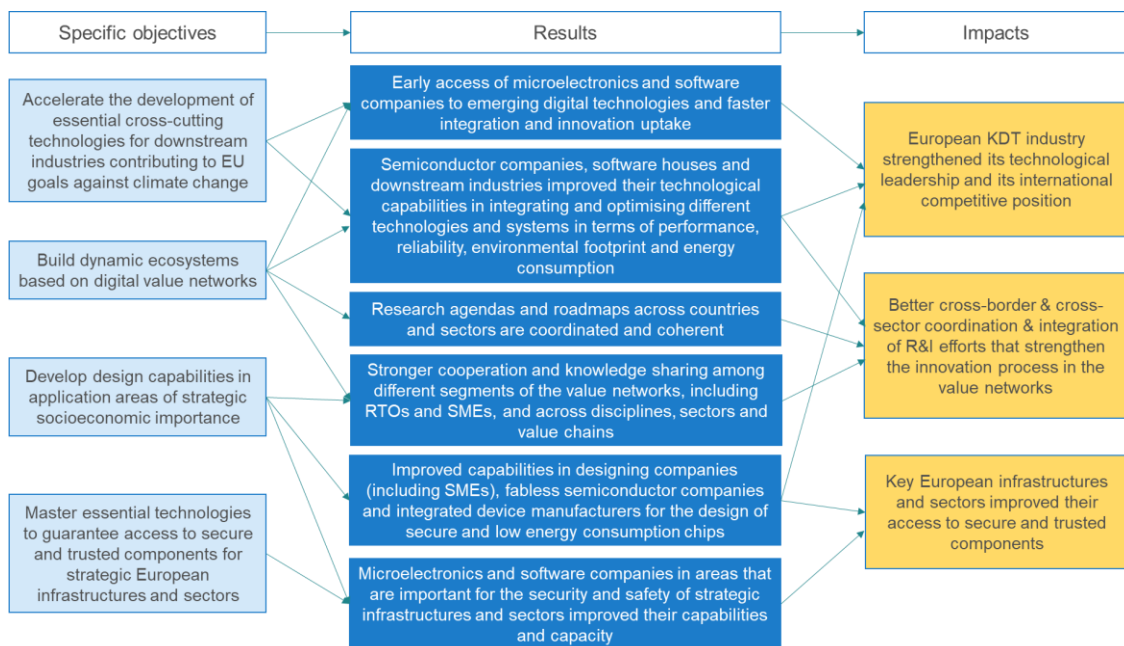 Specific objectives
Results
Impacts
Accelerate the development of
essential cross-cutting
technologies for downstream
industries contributing to EU
goals against climate change
Build dynamic ecosystems
based on digital value networks
Develop design capabilities in
application areas of strategic
socioeconomic importance
Master essential technologies
to guarantee access to secure
and trusted components for
strategic European
infrastructures and sectors
Early access of microelectronics and software
companies to emerging digital technologies and faster
integration and innovation uptake
Semiconductor companies, software houses and
downstream industries improved their technological
capabilities in integrating and optimising different
technologies and systems in terms of performance,
reliability, environmental footprint and energy
consumption
Research agendas and roadmaps across countries
and sectors are coordinated and coherent
Stronger cooperation and knowledge sharing among
different segments of the value networks, including
RTOs and SMEs, and across disciplines, sectors and
value chains
Improved capabilities in designing companies
(including SMEs), fabless semiconductor companies
and integrated device manufacturers for the design of
secure and low energy consumption chips
Microelectronics and software companies in areas that
are important for the security and safety of strategic
infrastructures and sectors improved their capabilities
and capacity
European KDT industry
strengthened its technological
leadership and its international
competitive position
Better cross-border & cross-
sector coordination & integration
of R&I efforts that strengthen
the innovation process in the
value networks
Key European infrastructures
and sectors improved their
access to secure and trusted
components